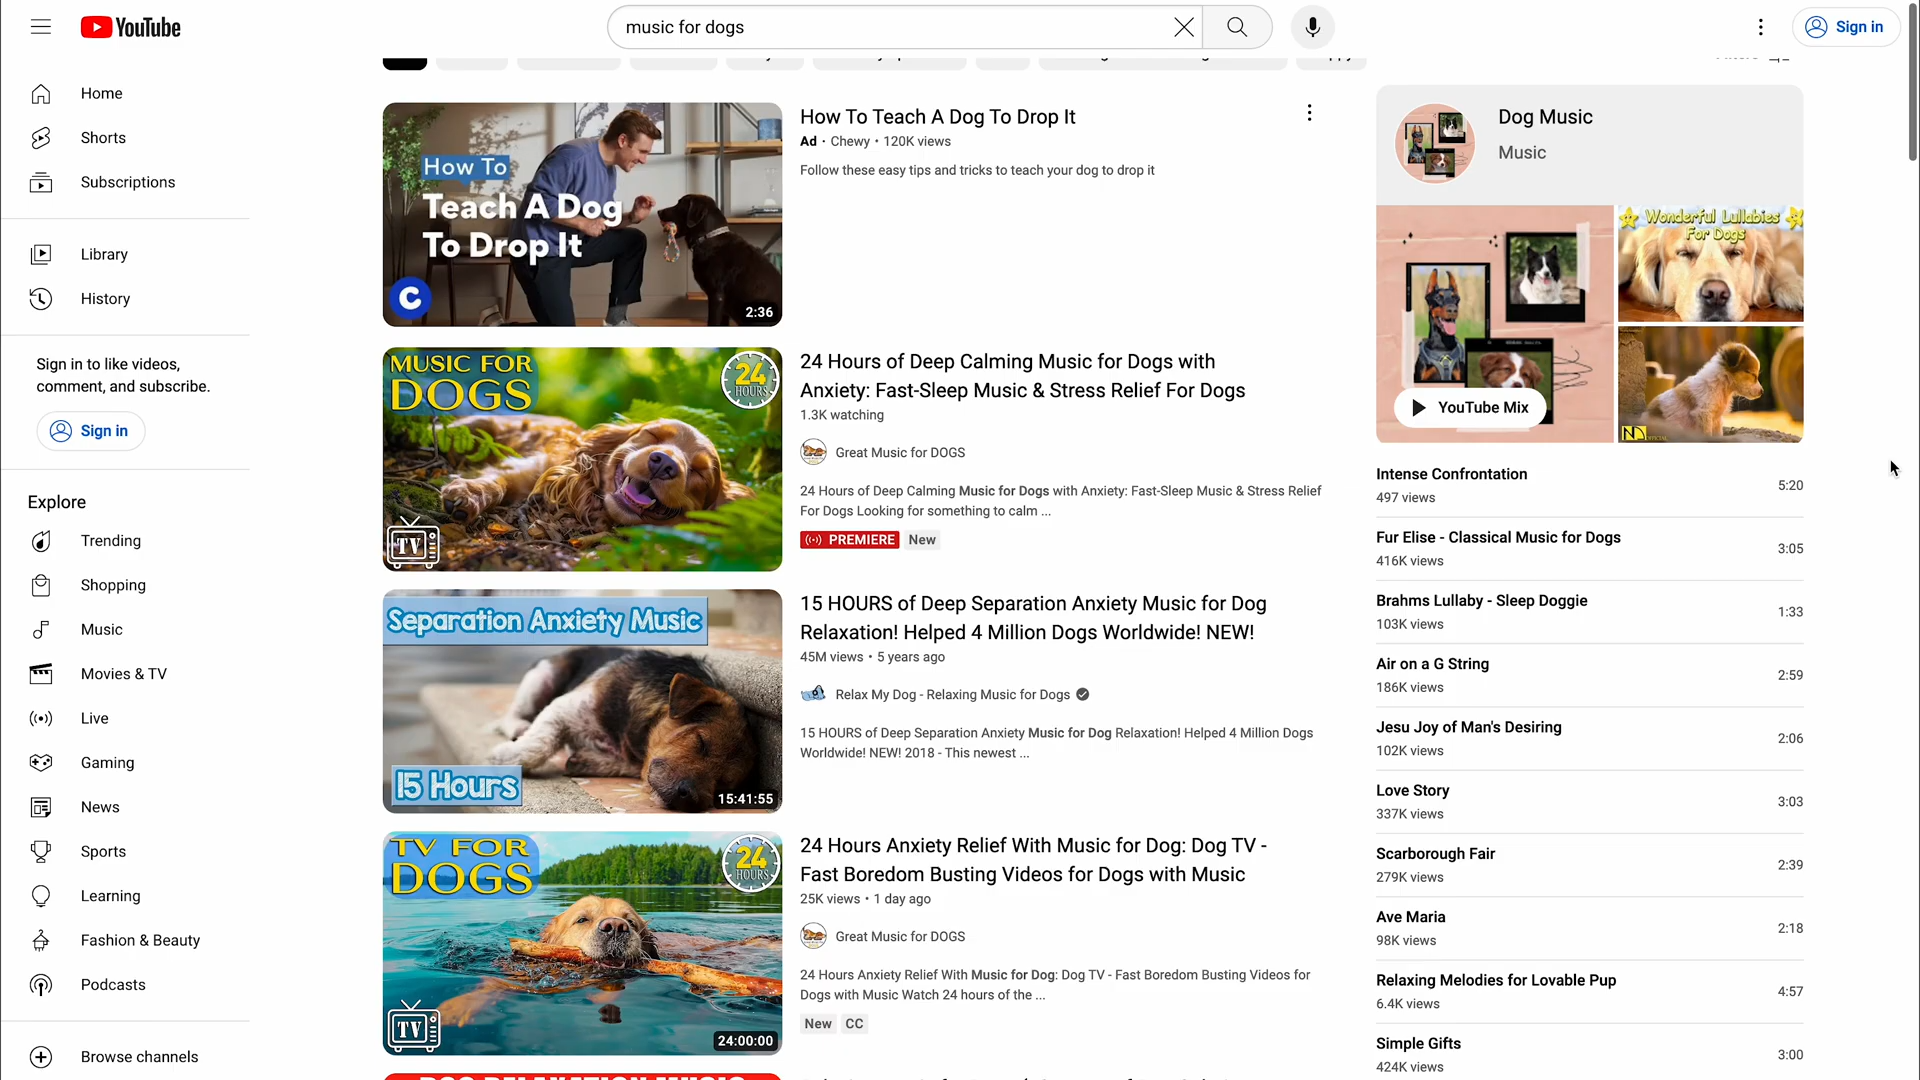 YouTube
music for dogs
Sign in
Home
Shorts
Subscriptions
Library
History
Sign in to like videos,
comment, and subscribe.
Sign in
Explore
Trending
Shopping
Music
Movies & TV
Live
Gaming
News
Sports
Learning
Fashion & Beauty
Podcasts
Browse channels
How To
Teach A Dog
To Drop It
C
2:36
How To Teach A Dog To Drop It
Ad • Chewy • 120K views
Follow these easy tips and tricks to teach your dog to drop it
MUSIC FOR
DOGS
24
HOURS
TV
24 Hours of Deep Calming Music for Dogs with
Anxiety: Fast-Sleep Music & Stress Relief For Dogs
1.3K watching
Great Music for DOGS
24 Hours of Deep Calming Music for Dogs with Anxiety: Fast-Sleep Music & Stress Relief
For Dogs Looking for something to calm ...
PREMIERE New
Separation Anxiety Music
15 Hours
15:41:55
15 HOURS of Deep Separation Anxiety Music for Dog
Relaxation! Helped 4 Million Dogs Worldwide! NEW!
45M views • 5 years ago
Relax My Dog - Relaxing Music for Dogs
15 HOURS of Deep Separation Anxiety Music for Dog Relaxation! Helped 4 Million Dogs
Worldwide! NEW! 2018 - This newest ...
TV FOR
DOGS
24
HOURS
TV
24:00:00
24 Hours Anxiety Relief With Music for Dog: Dog TV -
Fast Boredom Busting Videos for Dogs with Music
25K views • 1 day ago
Great Music for DOGS
24 Hours Anxiety Relief With Music for Dog: Dog TV - Fast Boredom Busting Videos for
Dogs with Music Watch 24 hours of the ...
New CC
Dog Music
Music
Wonderful Lullabies
For Dogs
YouTube Mix
Intense Confrontation
497 views
5:20
Fur Elise - Classical Music for Dogs
416K views
3:05
Brahms Lullaby - Sleep Doggie
103K views
1:33
Air on a G String
186K views
2:59
Jesu Joy of Man's Desiring
102K views
2:06
Love Story
337K views
3:03
Scarborough Fair
279K views
2:39
Ave Maria
98K views
2:18
Relaxing Melodies for Lovable Pup
6.4K views
4:57
Simple Gifts
424K views
3:00